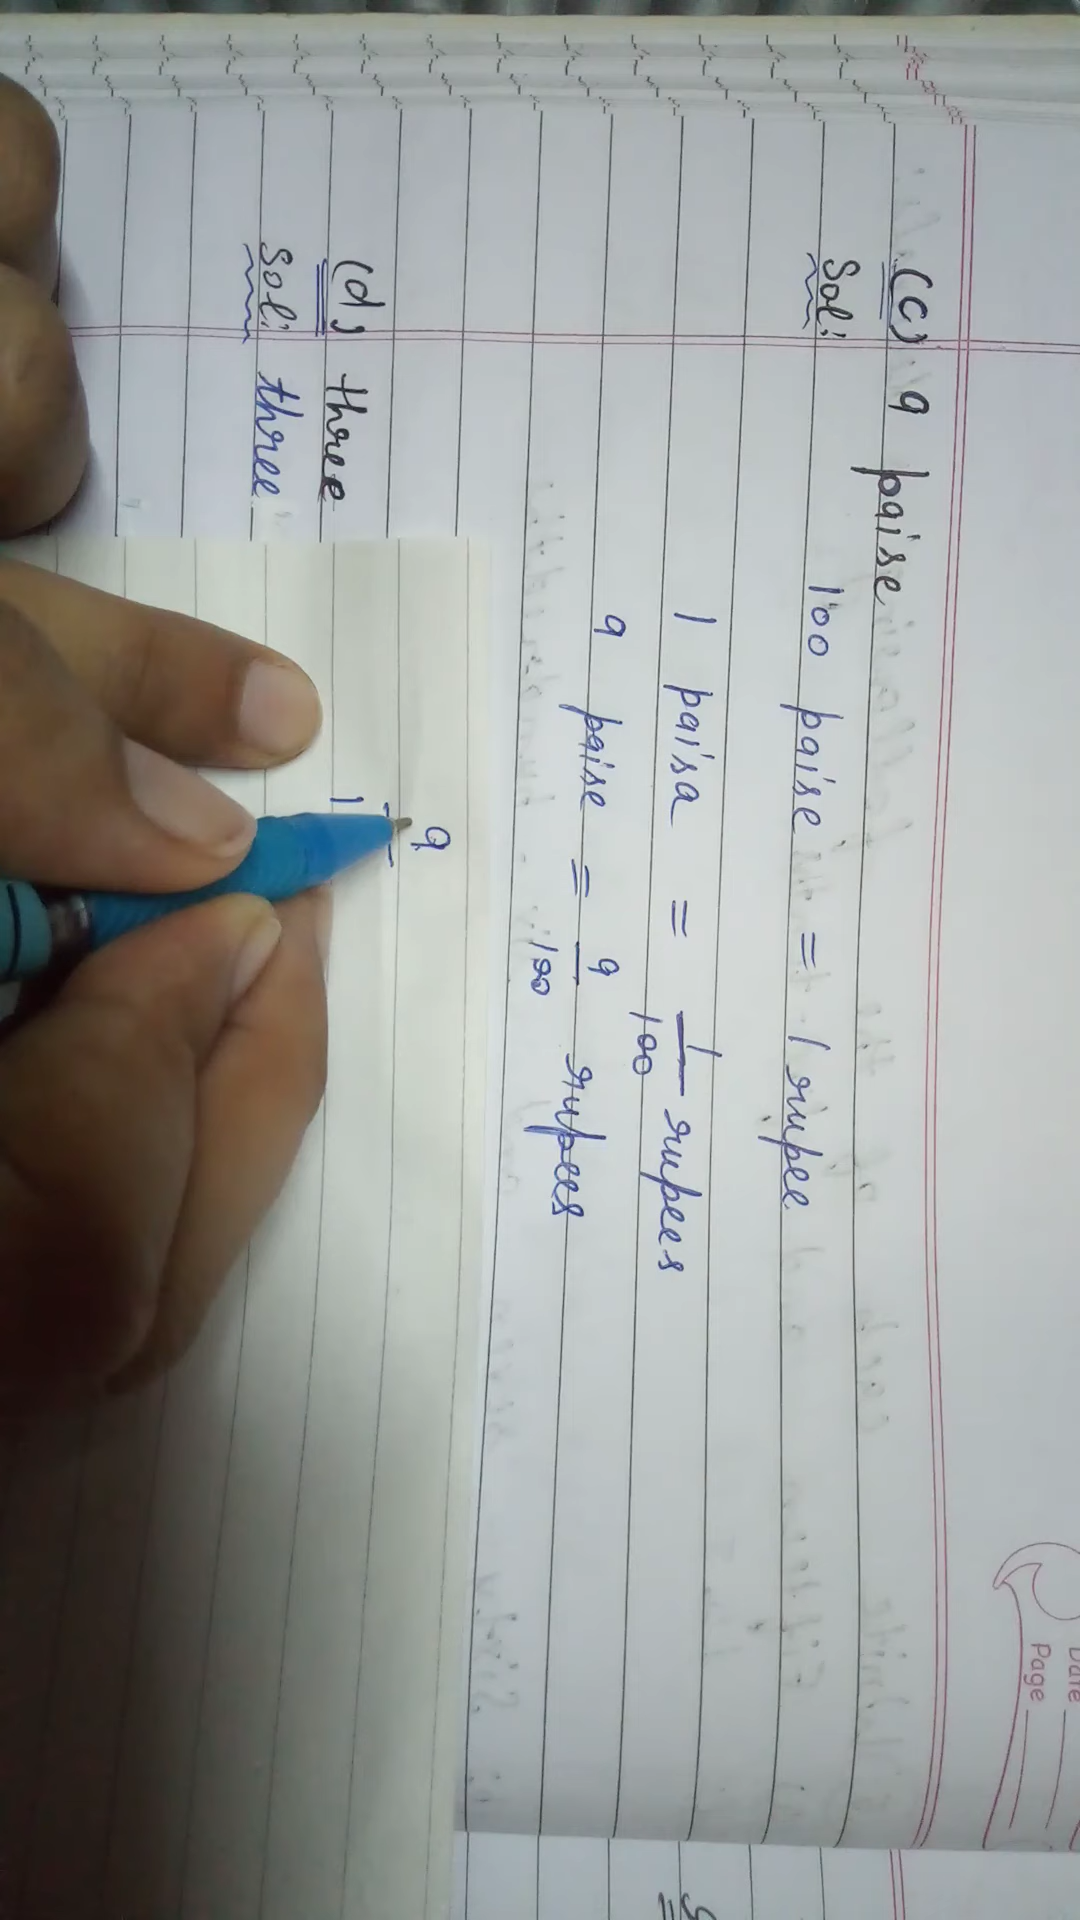 Date
Page
(c) 9 paise
Sol: 100 paise = 1 rupee
1 paisa = 1/100 rupees
9 paise = 9/100 rupees
(d) three
Sol: three
9
1